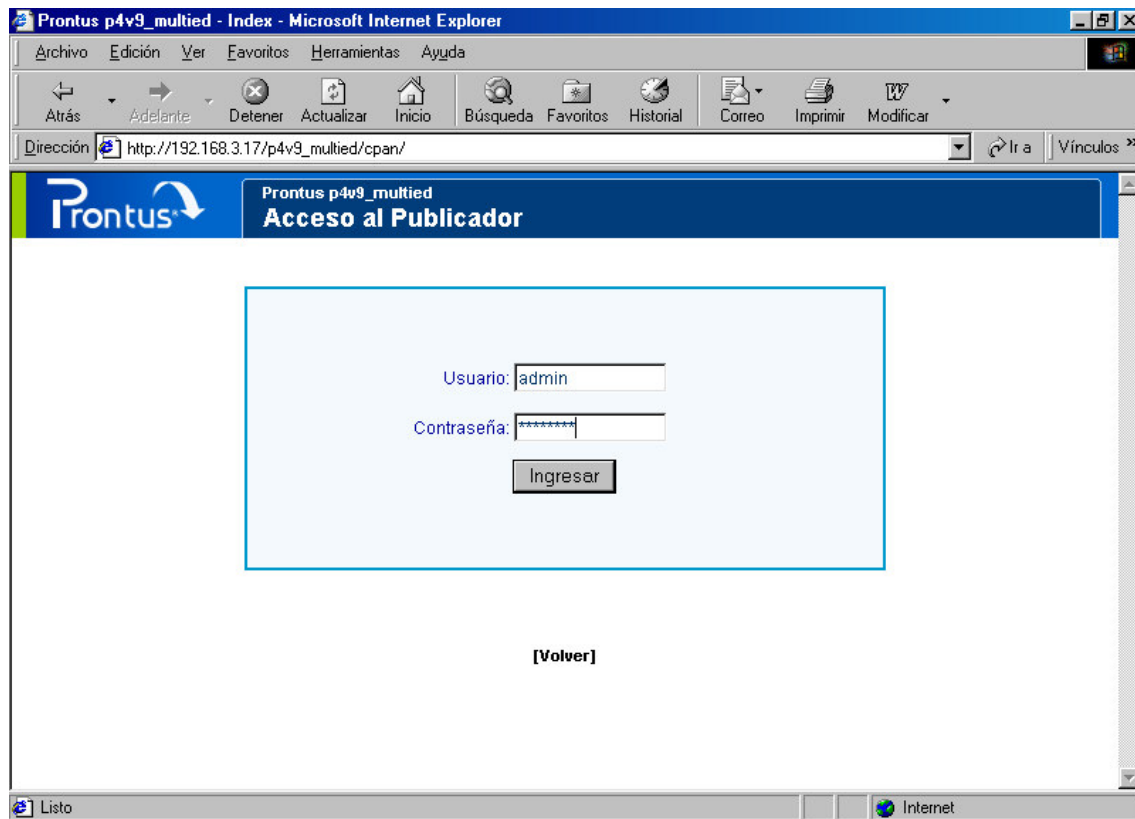 Prontus p4v9_multied - Index - Microsoft Internet Explorer
Archivo Edición Ver Favoritos Herramientas Ayuda
Atrás Adelante Detener Actualizar Inicio Búsqueda Favoritos Historial Correo Imprimir Modificar
Dirección http://192.168.3.17/p4v9_multied/cpan/ Ir a Vínculos »
Prontus
Prontus p4v9_multied
Acceso al Publicador
Usuario: admin
Contraseña: ********
Ingresar
[Volver]
Listo Internet